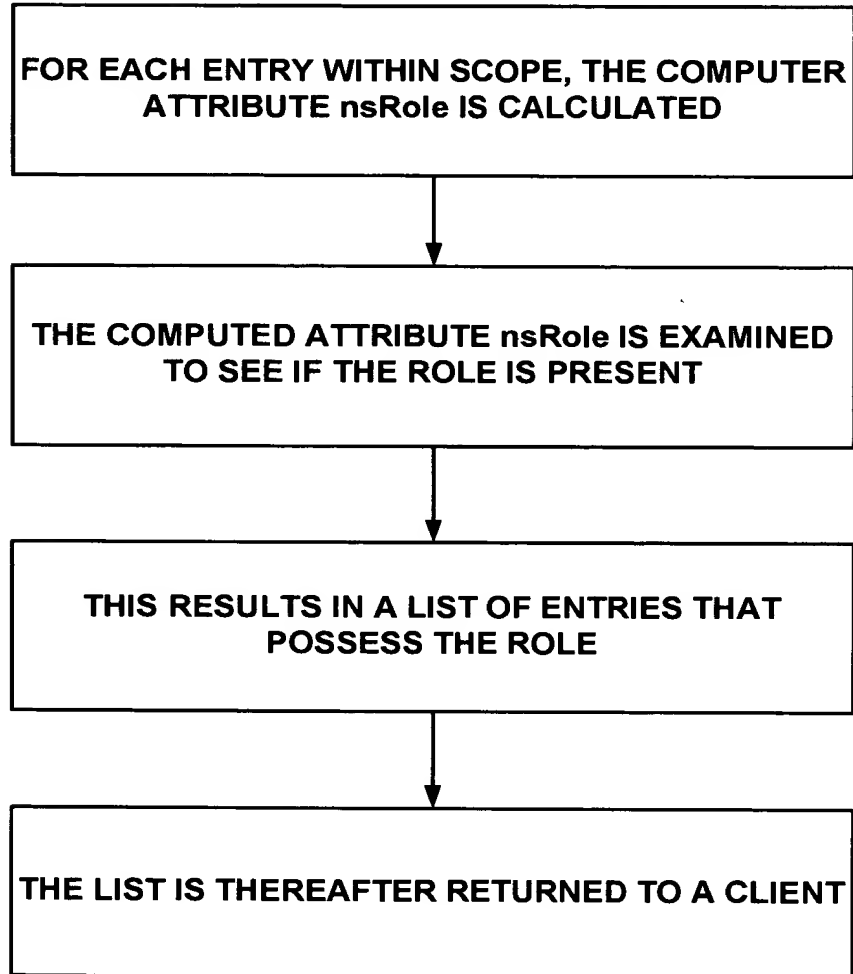 FOR EACH ENTRY WITHIN SCOPE, THE COMPUTER
ATTRIBUTE nsRole IS CALCULATED
THE COMPUTED ATTRIBUTE nsRole IS EXAMINED
TO SEE IF THE ROLE IS PRESENT
THIS RESULTS IN A LIST OF ENTRIES THAT
POSSESS THE ROLE
THE LIST IS THEREAFTER RETURNED TO A CLIENT